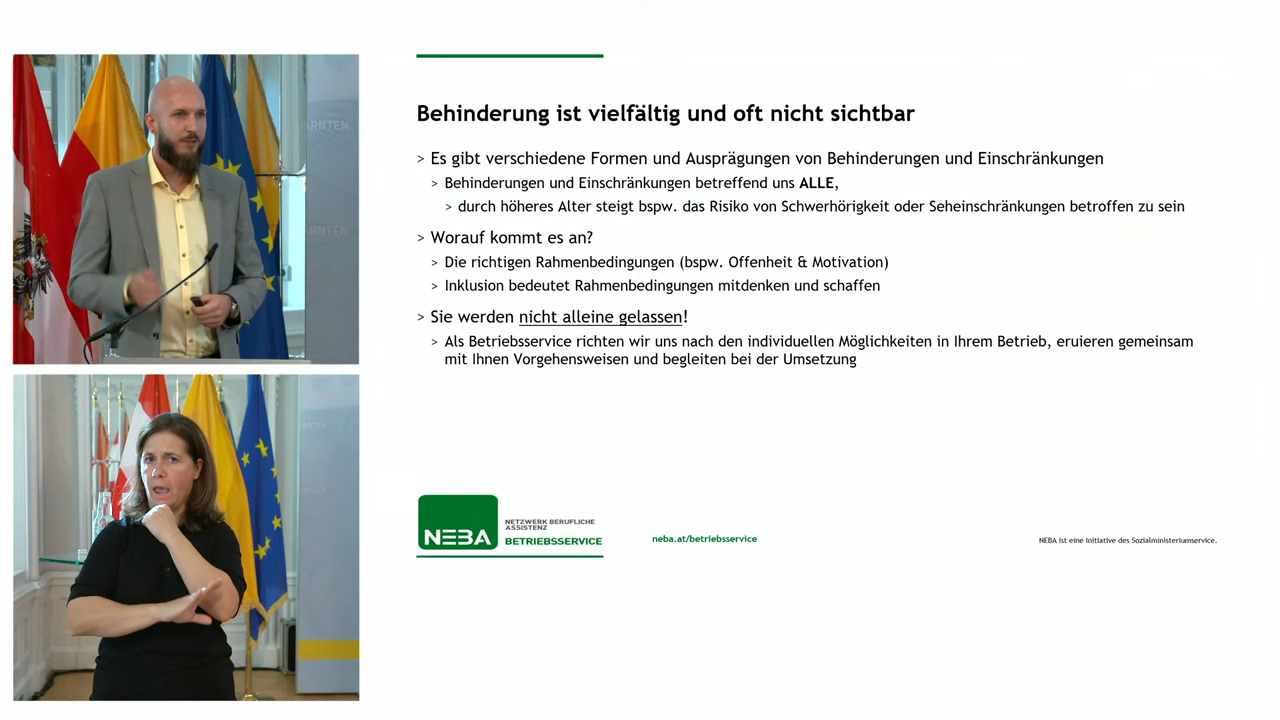 ÄRNTEN
ÄRNTEN
Behinderung ist vielfältig und oft nicht sichtbar
> Es gibt verschiedene Formen und Ausprägungen von Behinderungen und Einschränkungen
> Behinderungen und Einschränkungen betreffend uns ALLE,
> durch höheres Alter steigt bspw. das Risiko von Schwerhörigkeit oder Seheinschränkungen betroffen zu sein
> Worauf kommt es an?
> Die richtigen Rahmenbedingungen (bspw. Offenheit & Motivation)
> Inklusion bedeutet Rahmenbedingungen mitdenken und schaffen
> Sie werden nicht alleine gelassen!
> Als Betriebsservice richten wir uns nach den individuellen Möglichkeiten in Ihrem Betrieb, eruieren gemeinsam
mit Ihnen Vorgehensweisen und begleiten bei der Umsetzung
NEBA
NETZWERK BERUFLICHE
ASSISTENZ
BETRIEBSSERVICE
neba.at/betriebsservice
NEBA ist eine Initiative des Sozialministeriumservice.